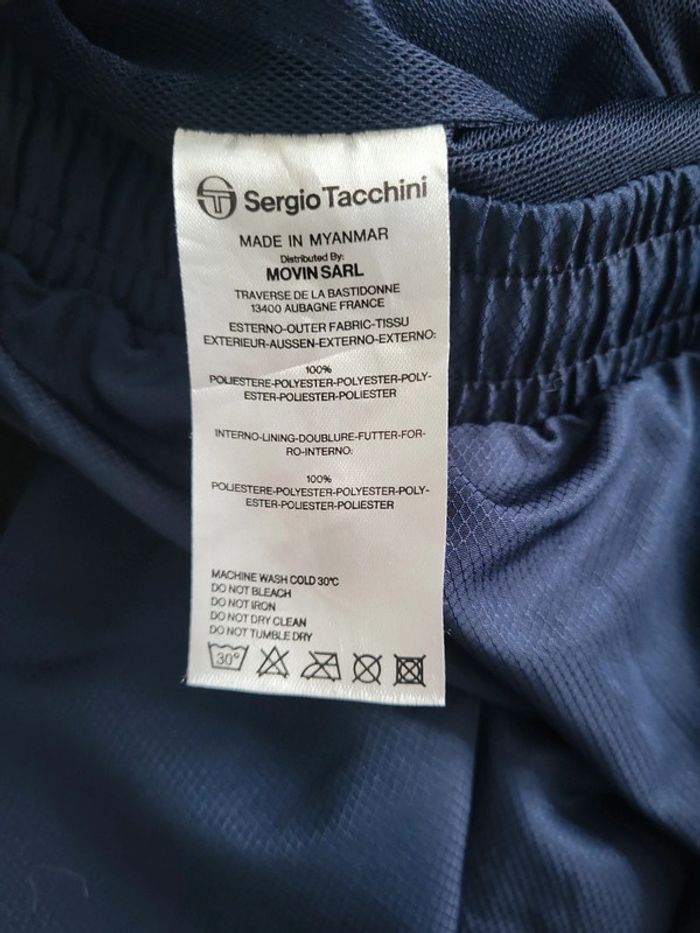 Sergio Tacchini
MADE IN MYANMAR
Distributed By:
MOVIN SARL
TRAVERSE DE LA BASTIDONNE
13400 AUBAGNE FRANCE
ESTERNO-OUTER FABRIC-TISSU
EXTERIEUR-AUSSEN-EXTERNO-EXTERNO:
100%
POLIESTERE-POLYESTER-POLYESTER-POLY-
ESTER-POLIESTER-POLIESTER
INTERNO-LINING-DOUBLURE-FUTTER-FOR-
RO-INTERNO:
100%
POLIESTERE-POLYESTER-POLYESTER-POLY-
ESTER-POLIESTER-POLIESTER
MACHINE WASH COLD 30°C
DO NOT BLEACH
DO NOT IRON
DO NOT DRY CLEAN
DO NOT TUMBLE DRY
30°